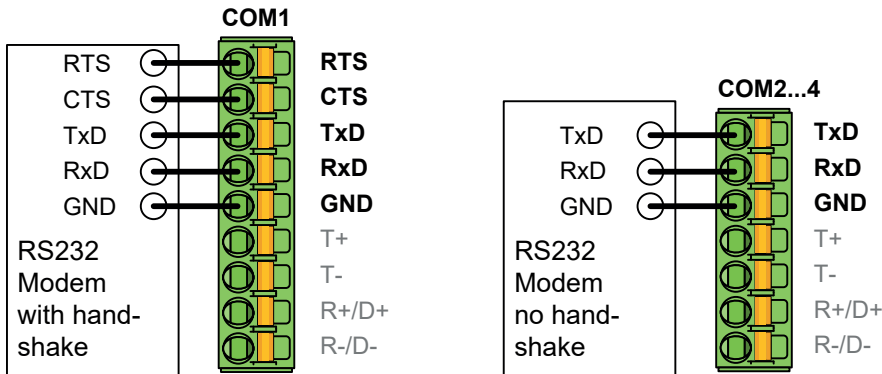 COM1
RTS RTS
CTS CTS
TxD TxD
RxD RxD
GND GND
T+
T-
R+/D+
R-/D-
RS232
Modem
with hand-
shake
COM2...4
TxD TxD
RxD RxD
GND GND
T+
T-
R+/D+
R-/D-
RS232
Modem
no hand-
shake